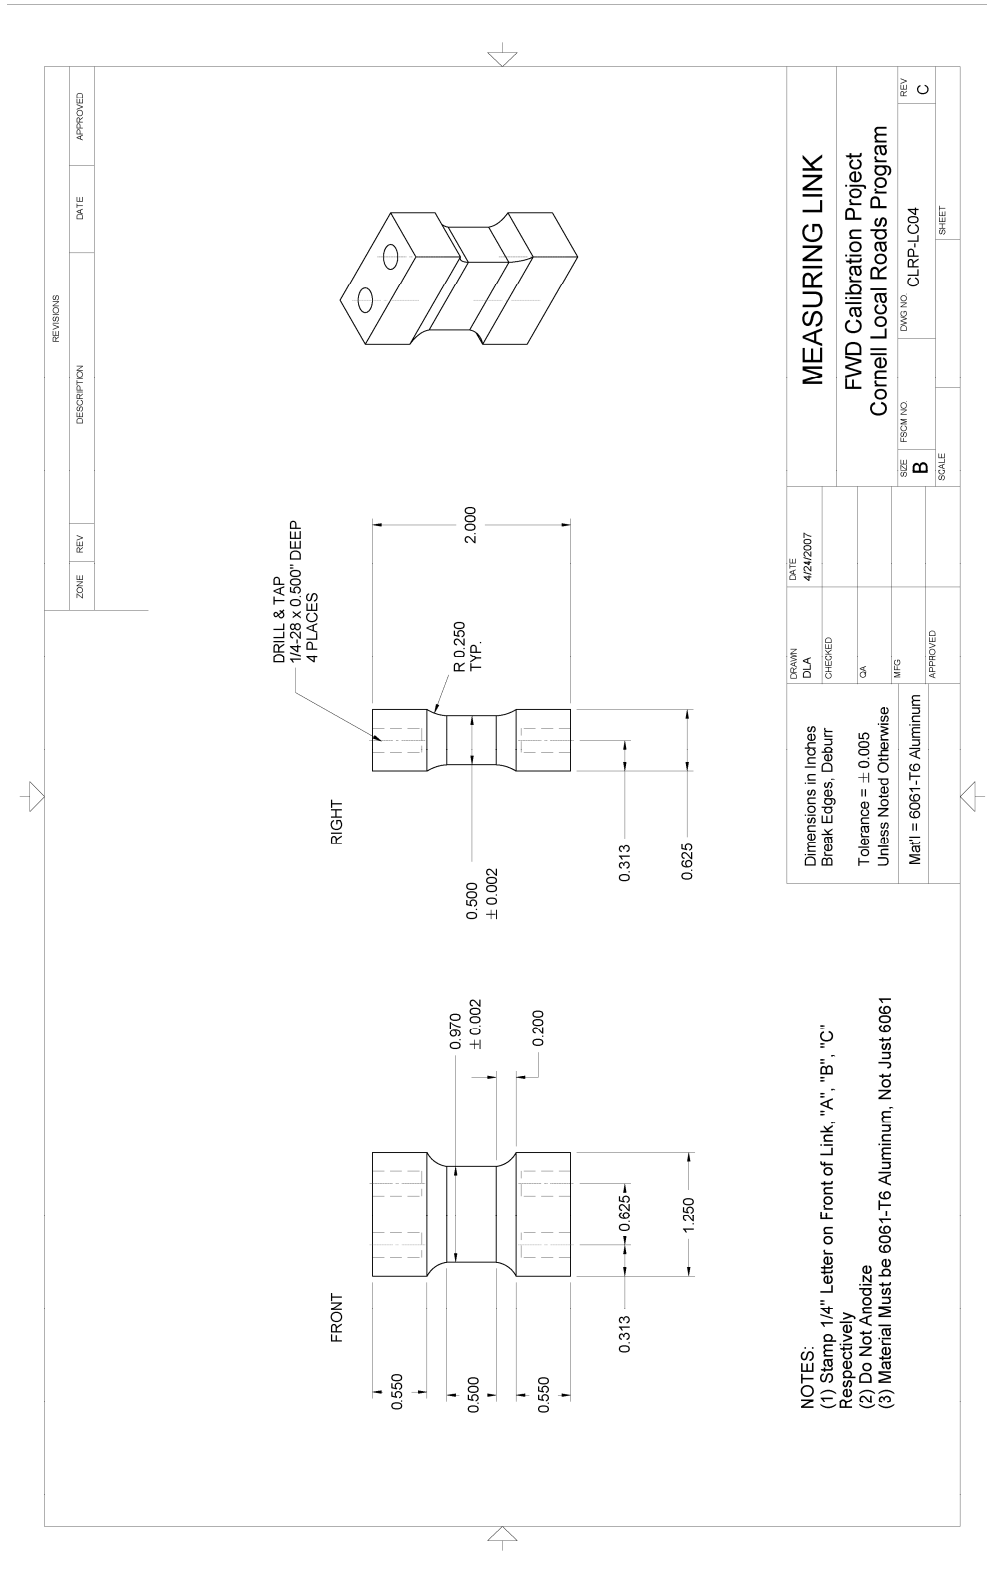 REVISIONS
ZONE
REV
DESCRIPTION
DATE
APPROVED
DRILL & TAP
1/4-28 x 0.500" DEEP
4 PLACES
FRONT
RIGHT
0.550
0.500
0.550
0.970
± 0.002
0.200
0.313
0.625
1.250
R 0.250
TYP.
2.000
0.500
± 0.002
0.313
0.625
NOTES:
(1) Stamp 1/4" Letter on Front of Link, "A", "B", "C"
Respectively
(2) Do Not Anodize
(3) Material Must be 6061-T6 Aluminum, Not Just 6061
Dimensions in Inches
Break Edges, Deburr
Tolerance = ± 0.005
Unless Noted Otherwise
Mat'l = 6061-T6 Aluminum
DRAWN
DLA
DATE
4/24/2007
CHECKED
QA
MFG
APPROVED
MEASURING LINK
FWD Calibration Project
Cornell Local Roads Program
SIZE
B
FSCM NO.
DWG NO.
CLRP-LC04
REV
C
SCALE
SHEET